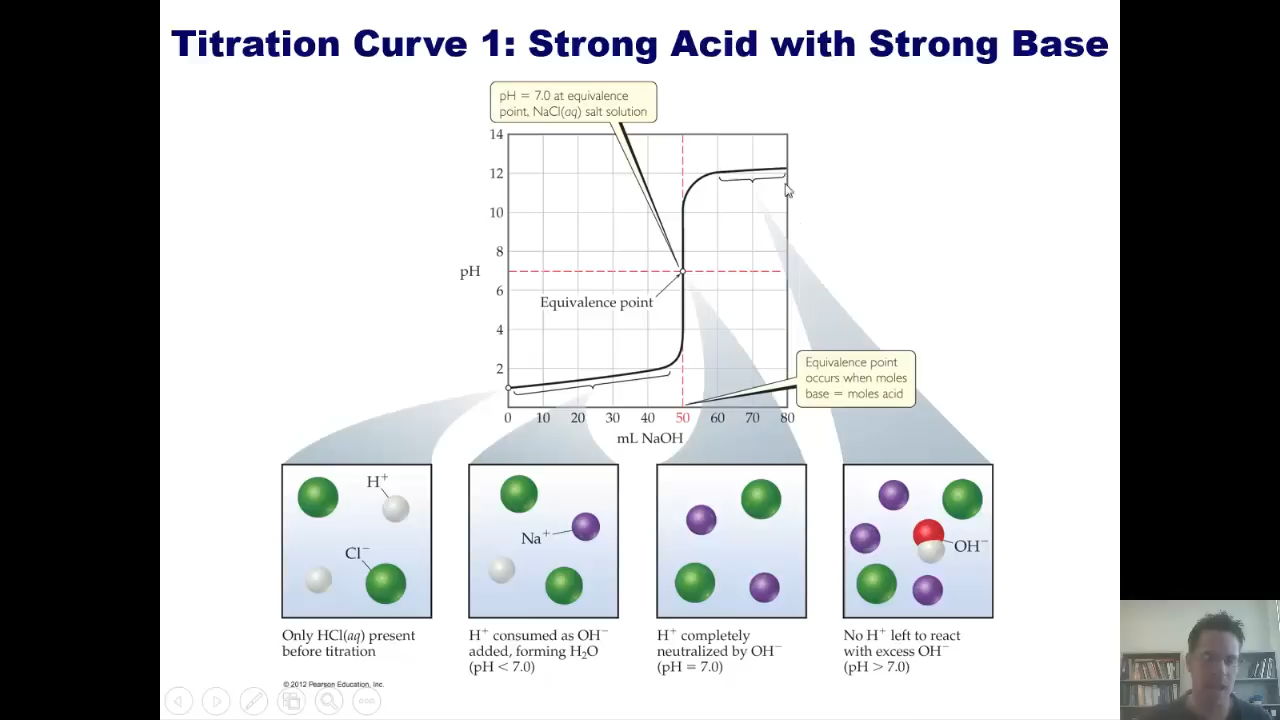 Titration Curve 1: Strong Acid with Strong Base
pH = 7.0 at equivalence
point, NaCl(aq) salt solution
14
12
10
8
pH
6
Equivalence point
4
2
Equivalence point
occurs when moles
base = moles acid
0 10 20 30 40 50 60 70 80
mL NaOH
H⁺
Cl⁻
Na⁺
OH⁻
Only HCl(aq) present
before titration
H⁺ consumed as OH⁻
added, forming H₂O
(pH < 7.0)
H⁺ completely
neutralized by OH⁻
(pH = 7.0)
No H⁺ left to react
with excess OH⁻
(pH > 7.0)
© 2012 Pearson Education, Inc.